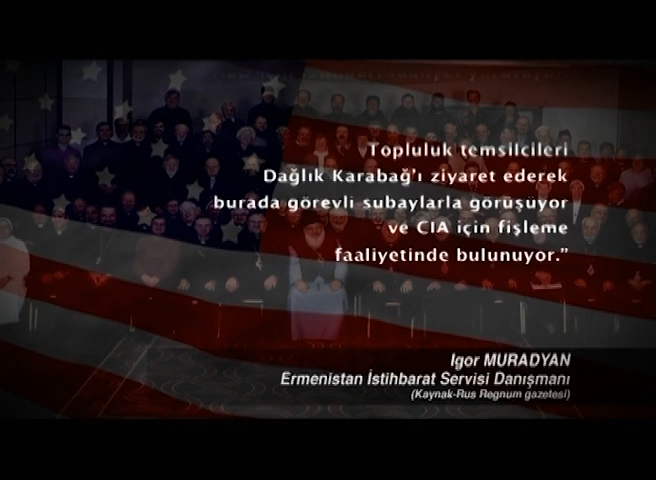 Topluluk temsilcileri
Dağlık Karabağ'ı ziyaret ederek
burada görevli subaylarla görüşüyor
ve CIA için fişleme
faaliyetinde bulunuyor.”
Igor MURADYAN
Ermenistan İstihbarat Servisi Danışmanı
(Kaynak-Rus Regnum gazetesi)